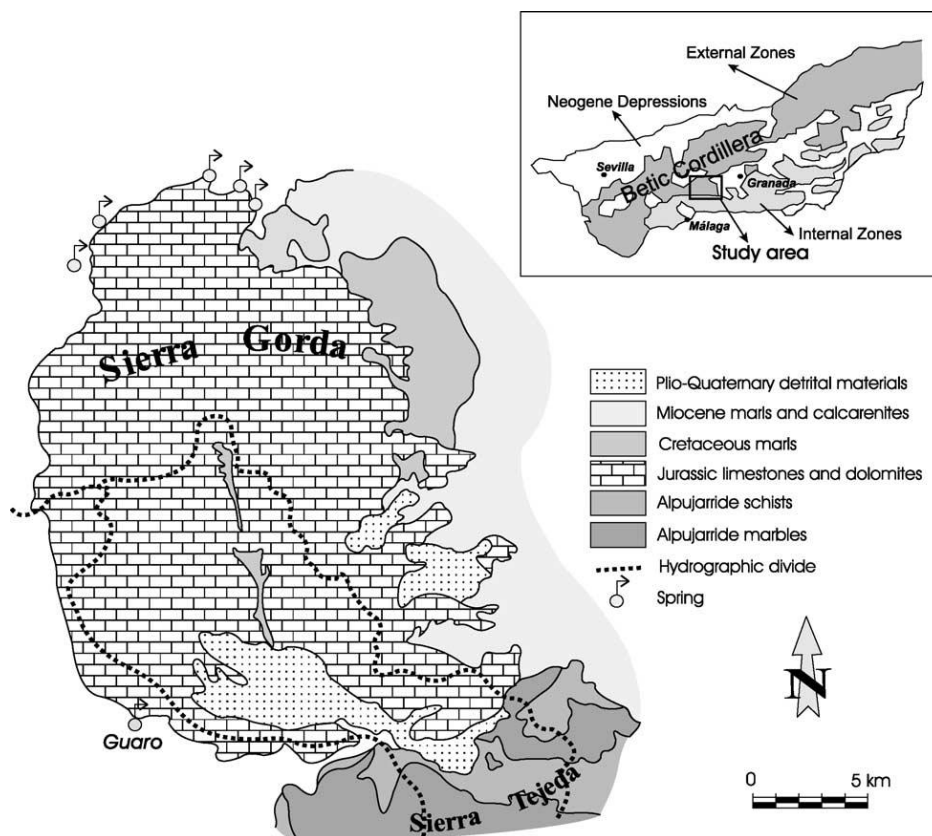 External Zones
Neogene Depressions
Betic Cordillera
Sevilla
Granada
Málaga
Internal Zones
Study area
Sierra Gorda
Plio-Quaternary detrital materials
Miocene marls and calcarenites
Cretaceous marls
Jurassic limestones and dolomites
Alpujarride schists
Alpujarride marbles
Hydrographic divide
Spring
N
Guaro
Sierra Tejeda
0 5 km